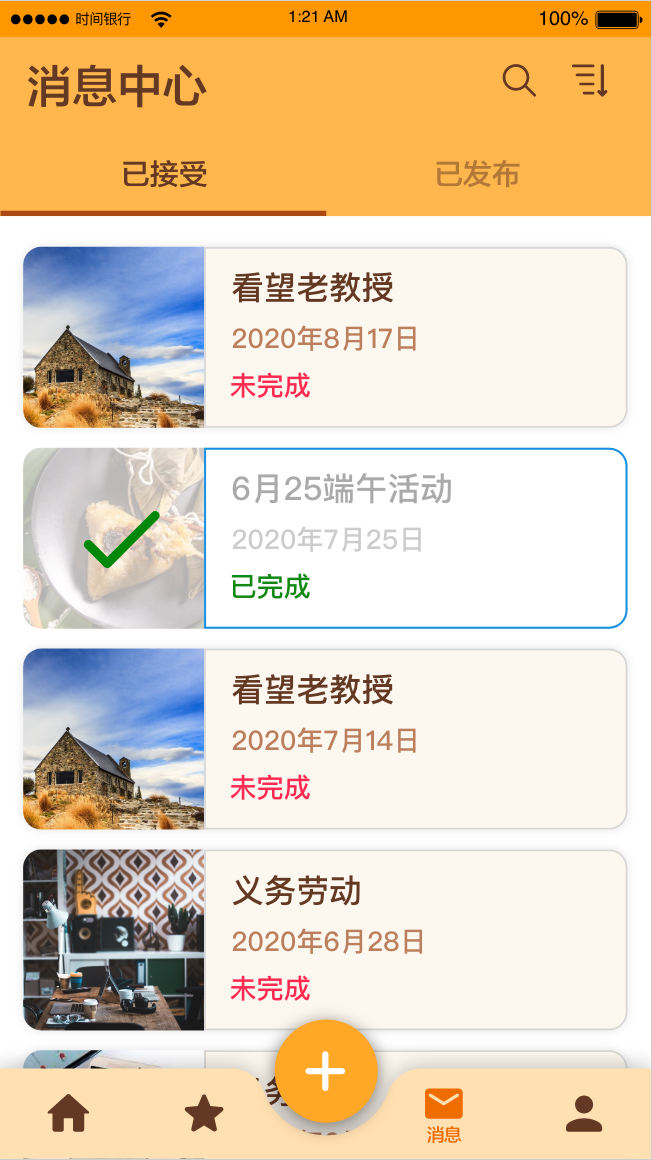 时间银行 1:21 AM 100%
消息中心
已接受 已发布
看望老教授
2020年8月17日
未完成
6月25端午活动
2020年7月25日
已完成
看望老教授
2020年7月14日
未完成
义务劳动
2020年6月28日
未完成
消息